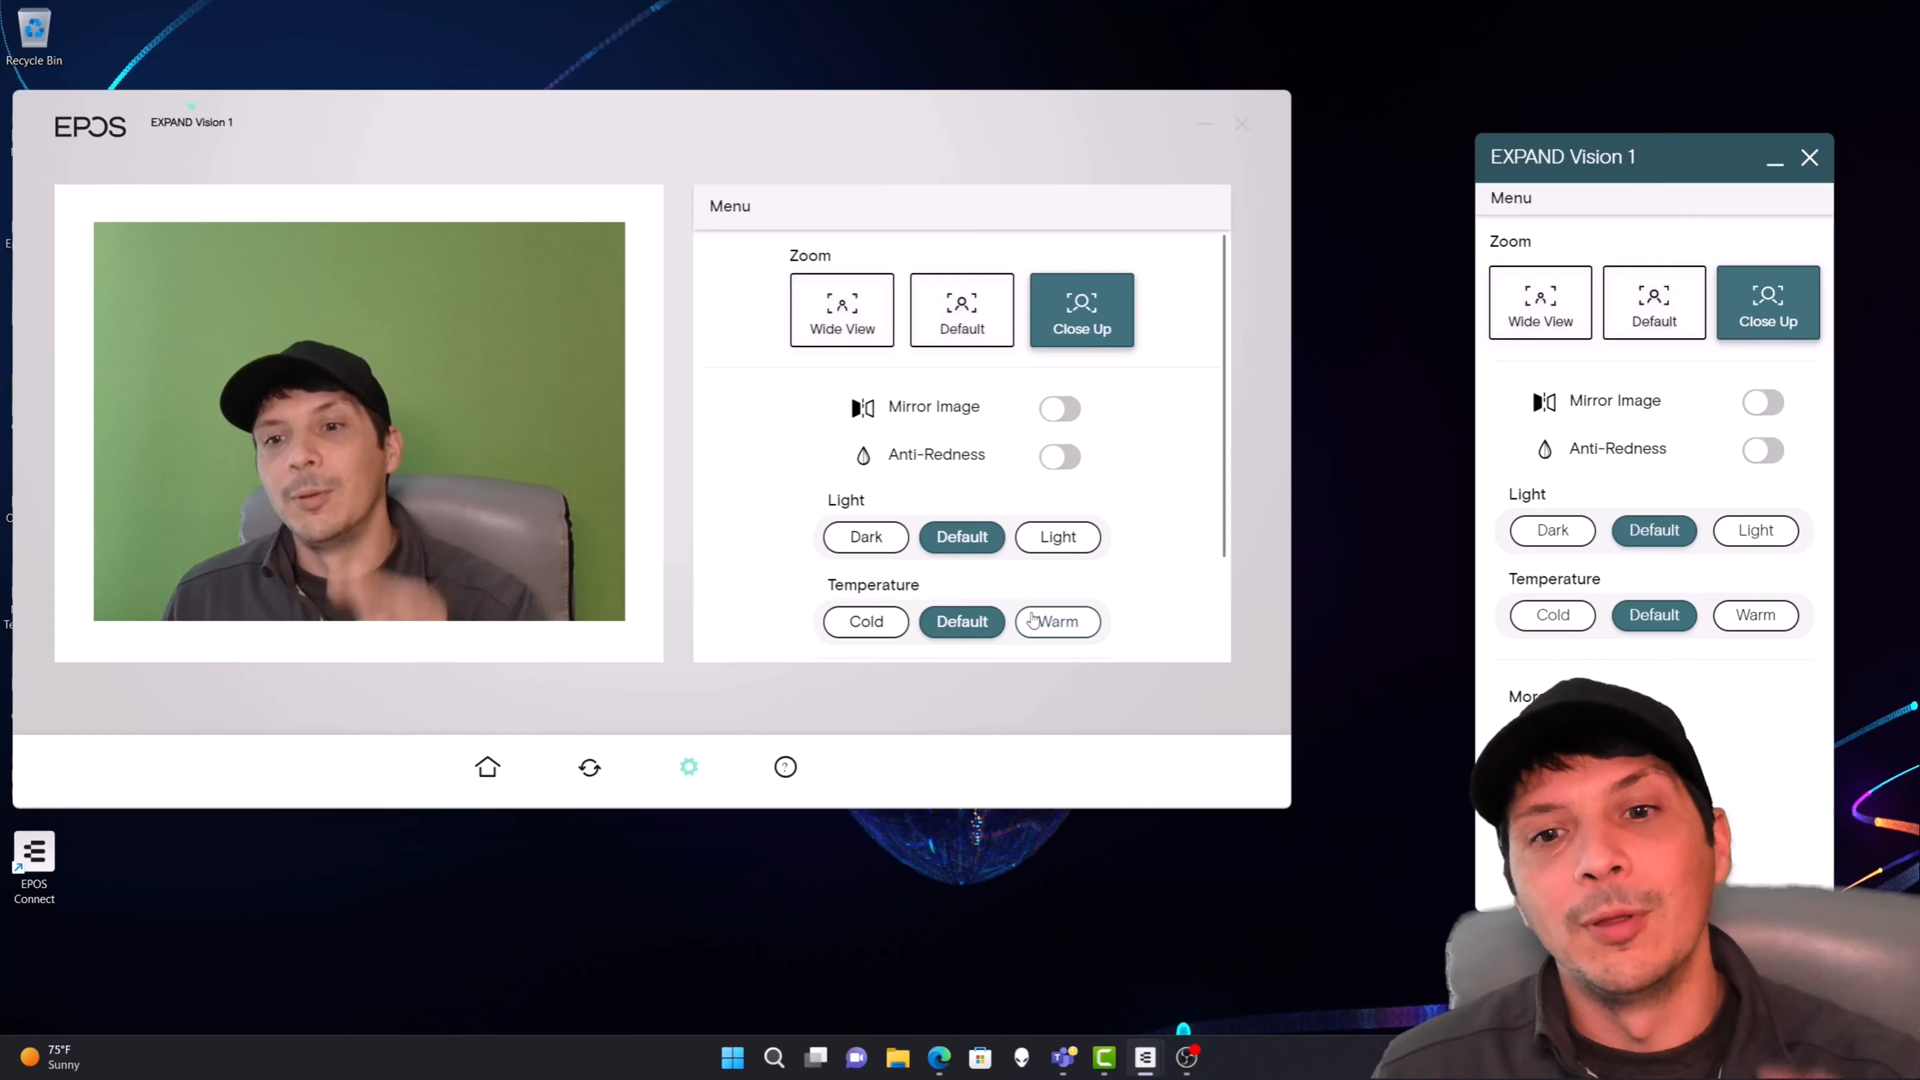 Recycle Bin
EPOS
EXPAND Vision 1
Menu
Zoom
Wide View
Default
Close Up
Mirror Image
Anti-Redness
Light
Dark
Default
Light
Temperature
Cold
Default
Warm
EXPAND Vision 1
Menu
Zoom
Wide View
Default
Close Up
Mirror Image
Anti-Redness
Light
Dark
Default
Light
Temperature
Cold
Default
Warm
EPOS
Connect
75°F
Sunny